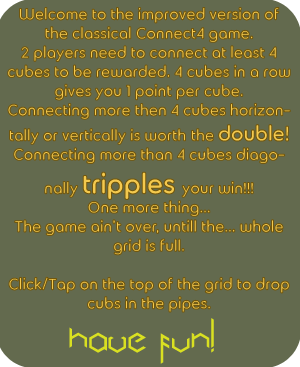 Welcome to the improved version of
the classical Connect4 game.
2 players need to connect at least 4
cubes to be rewarded. 4 cubes in a row
gives you 1 point per cube.
Connecting more then 4 cubes horizon-
tally or vertically is worth the double!
Connecting more than 4 cubes diago-
nally tripples your win!!!
One more thing...
The game ain't over, untill the... whole
grid is full.
Click/Tap on the top of the grid to drop
cubs in the pipes.
have fun!